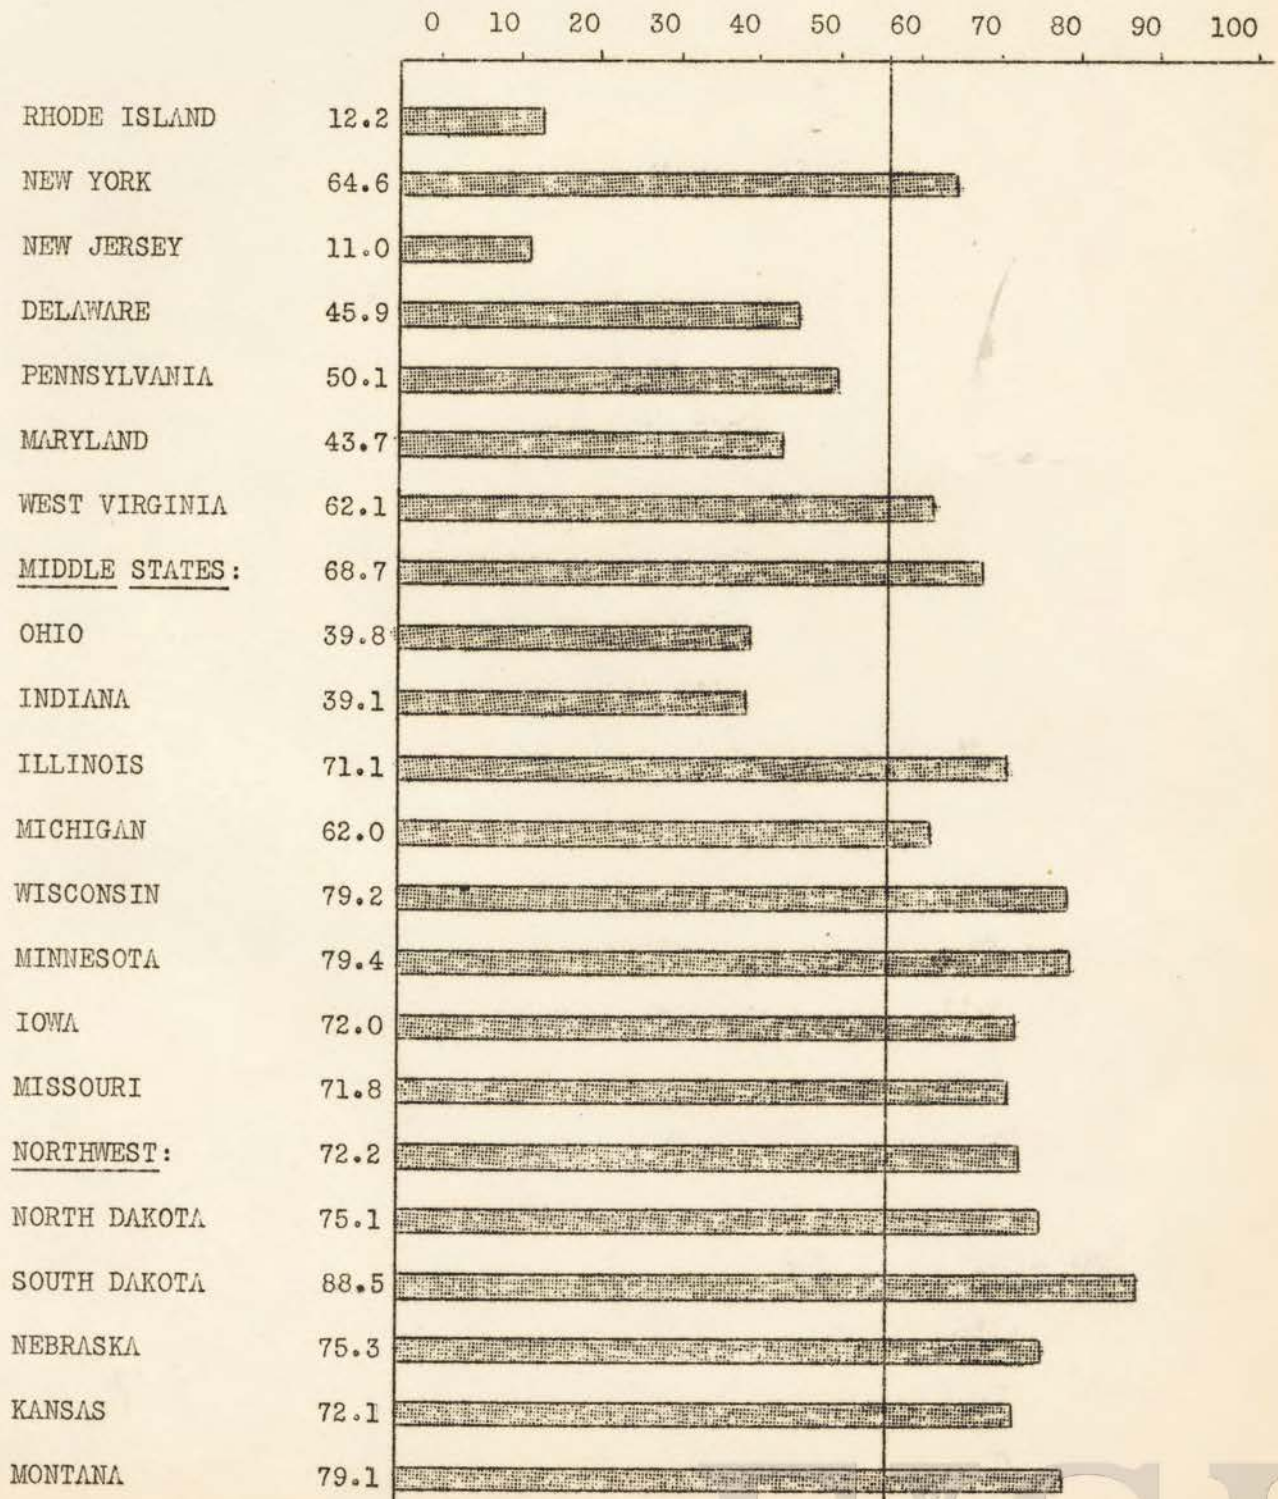 0 10 20 30 40 50 60 70 80 90 100
RHODE ISLAND 12.2
NEW YORK 64.6
NEW JERSEY 11.0
DELAWARE 45.9
PENNSYLVANIA 50.1
MARYLAND 43.7
WEST VIRGINIA 62.1
MIDDLE STATES: 68.7
OHIO 39.8
INDIANA 39.1
ILLINOIS 71.1
MICHIGAN 62.0
WISCONSIN 79.2
MINNESOTA 79.4
IOWA 72.0
MISSOURI 71.8
NORTHWEST: 72.2
NORTH DAKOTA 75.1
SOUTH DAKOTA 88.5
NEBRASKA 75.3
KANSAS 72.1
MONTANA 79.1